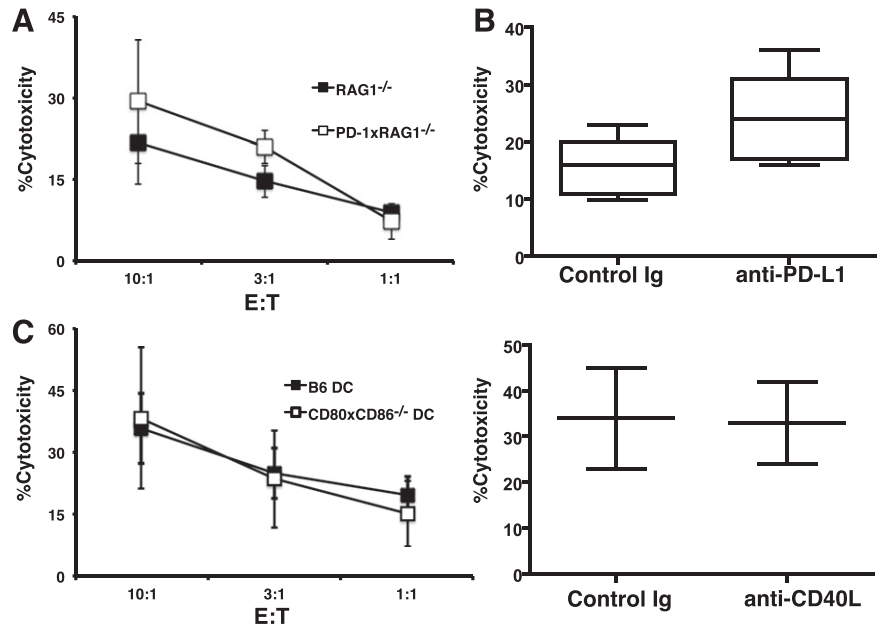 A
%Cytotoxicity
45
30
15
0
RAG1-/-
PD-1xRAG1-/-
10:1
3:1
1:1
E:T
B
%Cytotoxicity
40
30
20
10
0
Control Ig
anti-PD-L1
C
%Cytotoxicity
60
45
30
15
0
B6 DC
CD80xCD86-/- DC
10:1
3:1
1:1
E:T
%Cytotoxicity
50
40
30
20
10
0
Control Ig
anti-CD40L